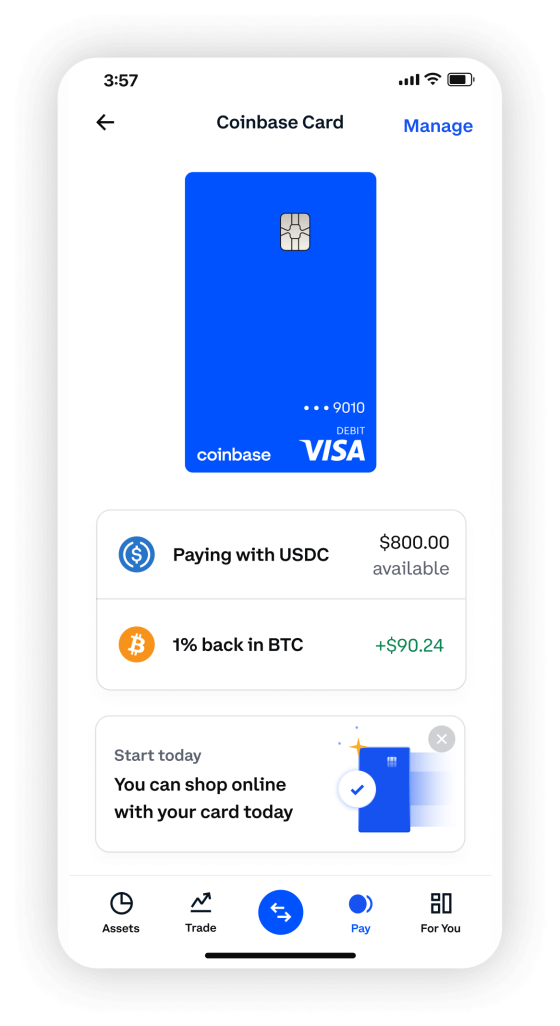 3:57
Coinbase Card
Manage
••• 9010
DEBIT
coinbase VISA
Paying with USDC
$800.00
available
1% back in BTC
+$90.24
Start today
You can shop online
with your card today
Assets
Trade
Pay
For You